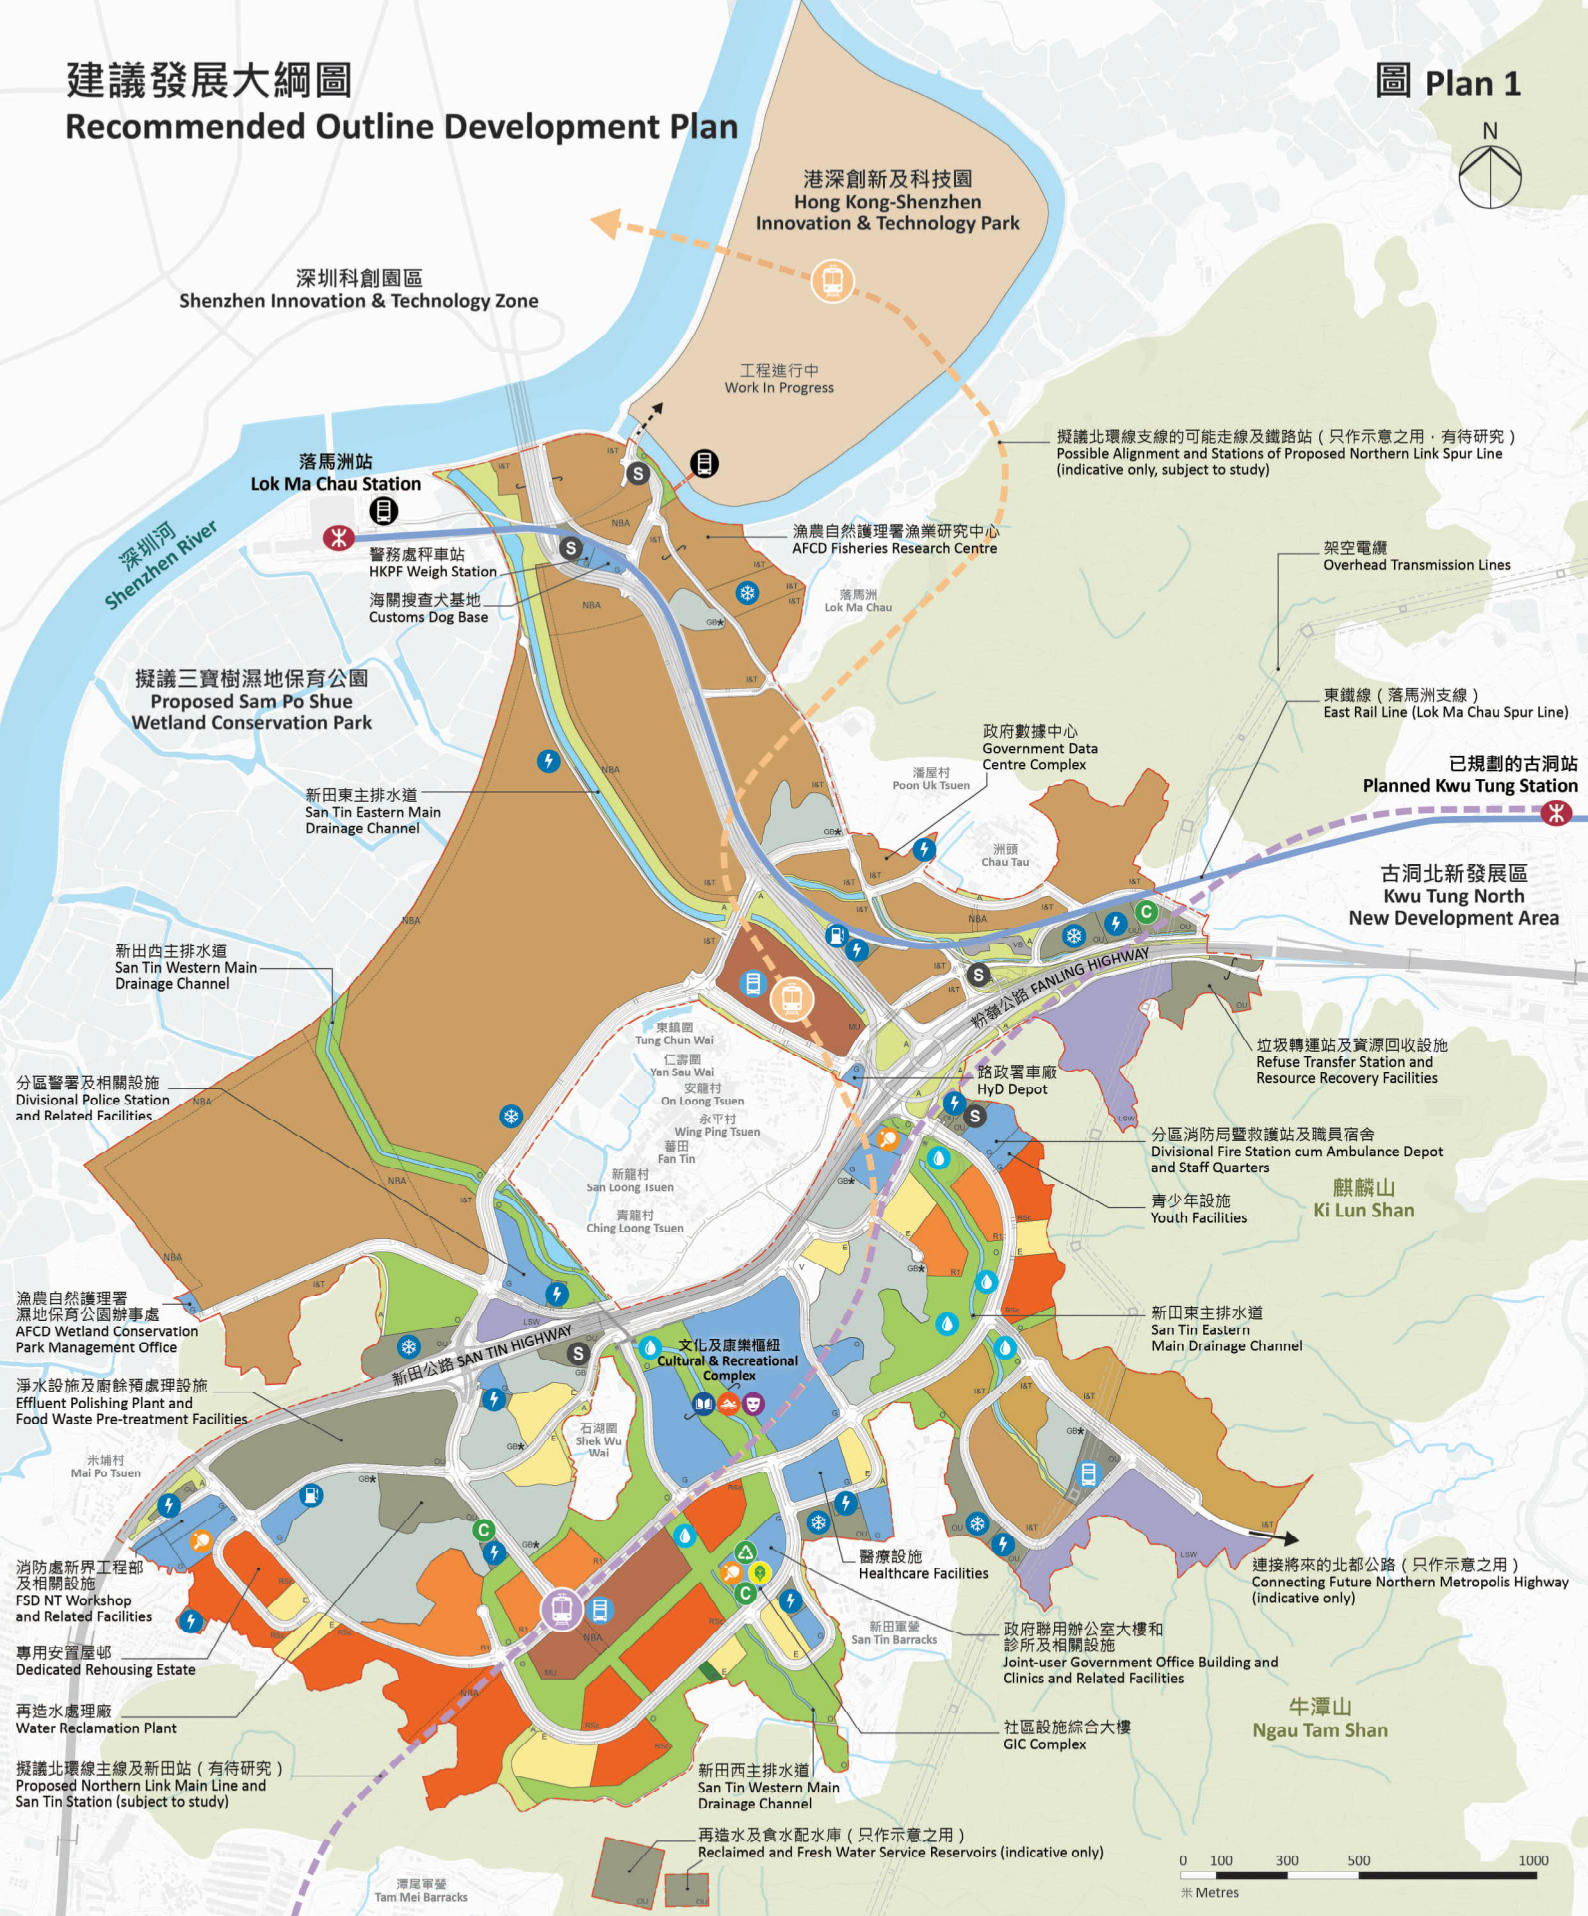 建議發展大綱圖
Recommended Outline Development Plan
圖 Plan 1
N
港深創新及科技園
Hong Kong-Shenzhen
Innovation & Technology Park
深圳科創園區
Shenzhen Innovation & Technology Zone
工程進行中
Work In Progress
擬議北環線支線的可能走線及鐵路站（只作示意之用，有待研究）
Possible Alignment and Stations of Proposed Northern Link Spur Line
(indicative only, subject to study)
落馬洲站
Lok Ma Chau Station
深圳河
Shenzhen River
警務處秤車站
HKPF Weigh Station
海關搜查犬基地
Customs Dog Base
漁農自然護理署漁業研究中心
AFCD Fisheries Research Centre
落馬洲
Lok Ma Chau
架空電纜
Overhead Transmission Lines
擬議三寶樹濕地保育公園
Proposed Sam Po Shue
Wetland Conservation Park
東鐵線（落馬洲支線）
East Rail Line (Lok Ma Chau Spur Line)
政府數據中心
Government Data
Centre Complex
潘屋村
Poon Uk Tsuen
已規劃的古洞站
Planned Kwu Tung Station
新田東主排水道
San Tin Eastern Main
Drainage Channel
洲頭
Chau Tau
古洞北新發展區
Kwu Tung North
New Development Area
新出西主排水道
San Tin Western Main
Drainage Channel
粉嶺公路 FANLING HIGHWAY
東鎮圍
Tung Chun Wai
仁壽圍
Yan Sau Wai
安龍村
On Loong Tsuen
永平村
Wing Ping Tsuen
蕃田
Fan Tin
新龍村
San Loong Tsuen
青龍村
Ching Loong Tsuen
垃圾轉運站及資源回收設施
Refuse Transfer Station and
Resource Recovery Facilities
路政署車廠
HyD Depot
分區警署及相關設施
Divisional Police Station
and Related Facilities
分區消防局暨救護站及職員宿舍
Divisional Fire Station cum Ambulance Depot
and Staff Quarters
青少年設施
Youth Facilities
麒麟山
Ki Lun Shan
漁農自然護理署
濕地保育公園辦事處
AFCD Wetland Conservation
Park Management Office
新田公路 SAN TIN HIGHWAY
文化及康樂樞紐
Cultural & Recreational
Complex
新田東主排水道
San Tin Eastern
Main Drainage Channel
淨水設施及廚餘預處理設施
Effluent Polishing Plant and
Food Waste Pre-treatment Facilities
石湖圍
Shek Wu
Wai
米埔村
Mai Po Tsuen
消防處新界工程部
及相關設施
FSD NT Workshop
and Related Facilities
醫療設施
Healthcare Facilities
連接將來的北都公路（只作示意之用）
Connecting Future Northern Metropolis Highway
(indicative only)
新田軍營
San Tin Barracks
政府聯用辦公室大樓和
診所及相關設施
Joint-user Government Office Building and
Clinics and Related Facilities
專用安置屋邨
Dedicated Rehousing Estate
再造水處理廠
Water Reclamation Plant
社區設施綜合大樓
GIC Complex
牛潭山
Ngau Tam Shan
擬議北環線主線及新田站（有待研究）
Proposed Northern Link Main Line and
San Tin Station (subject to study)
新田西主排水道
San Tin Western Main
Drainage Channel
再造水及食水配水庫（只作示意之用）
Reclaimed and Fresh Water Service Reservoirs (indicative only)
潭尾軍營
Tam Mei Barracks
0 100 300 500 1000
米 Metres